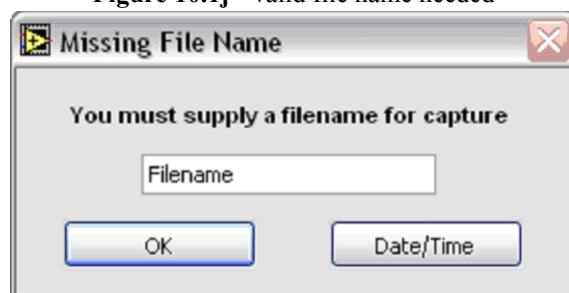 Figure 10.1j - Valid file name needed
Missing File Name
You must supply a filename for capture
Filename
OK
Date/Time